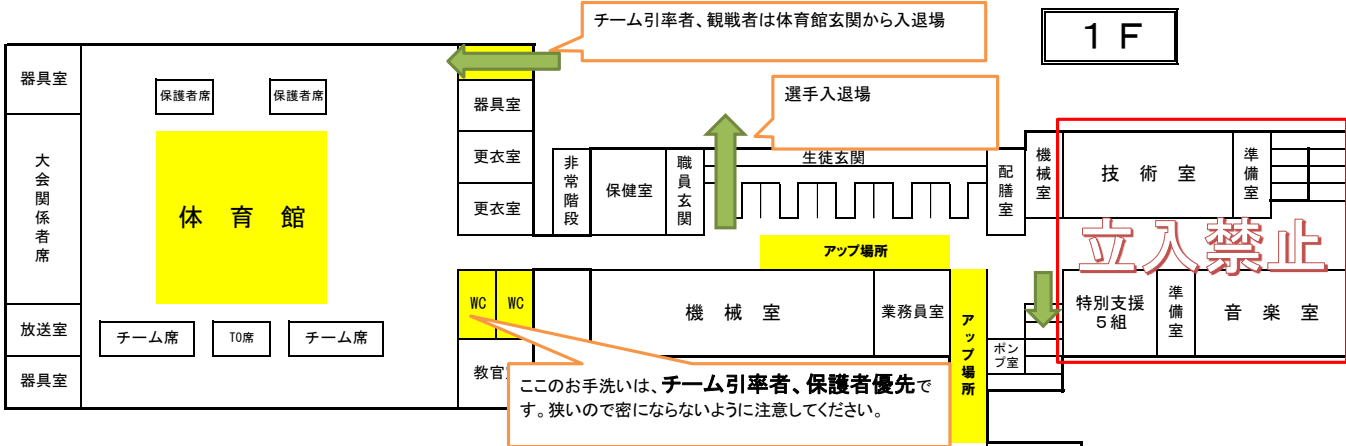 チーム引率者、観戦者は体育館玄関から入退場
1F
器具室
保護者席
保護者席
器具室
選手入退場
大会関係者席
体育館
更衣室
更衣室
非常階段
保健室
職員玄関
生徒玄関
配膳室
機械室
技術室
準備室
立入禁止
アップ場所
WC
WC
機械室
業務員室
アップ場所
特別支援
5組
準備室
音楽室
放送室
チーム席
TO席
チーム席
ポン
プ室
器具室
教官
ここのお手洗いは、チーム引率者、保護者優先で
す。狭いので密にならないように注意してください。